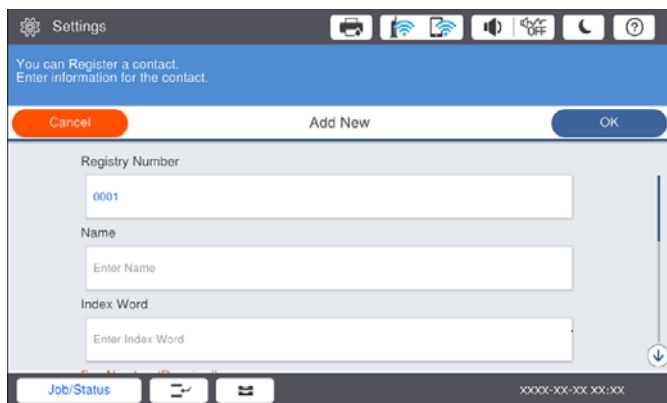 Settings
OFF
You can Register a contact.
Enter information for the contact.
Cancel
Add New
OK
Registry Number
0001
Name
Enter Name
Index Word
Enter Index Word
Job/Status
XXXX-XX-XX XX:XX